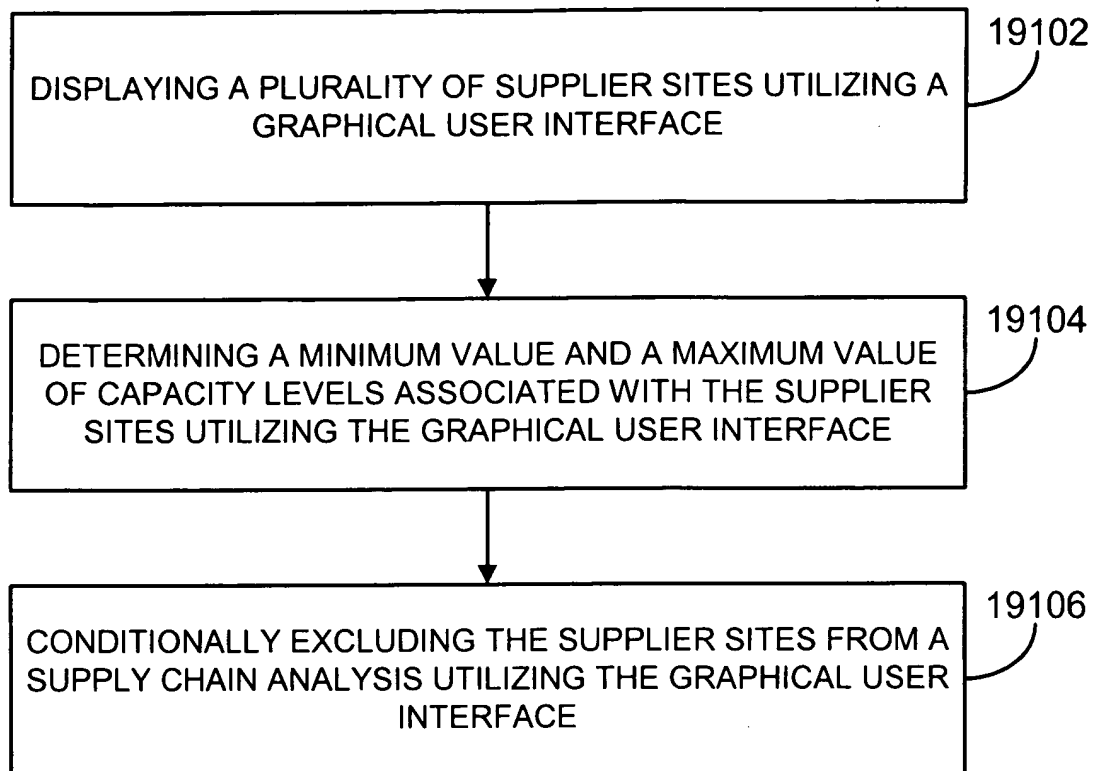 19102
DISPLAYING A PLURALITY OF SUPPLIER SITES UTILIZING A
GRAPHICAL USER INTERFACE
19104
DETERMINING A MINIMUM VALUE AND A MAXIMUM VALUE
OF CAPACITY LEVELS ASSOCIATED WITH THE SUPPLIER
SITES UTILIZING THE GRAPHICAL USER INTERFACE
19106
CONDITIONALLY EXCLUDING THE SUPPLIER SITES FROM A
SUPPLY CHAIN ANALYSIS UTILIZING THE GRAPHICAL USER
INTERFACE